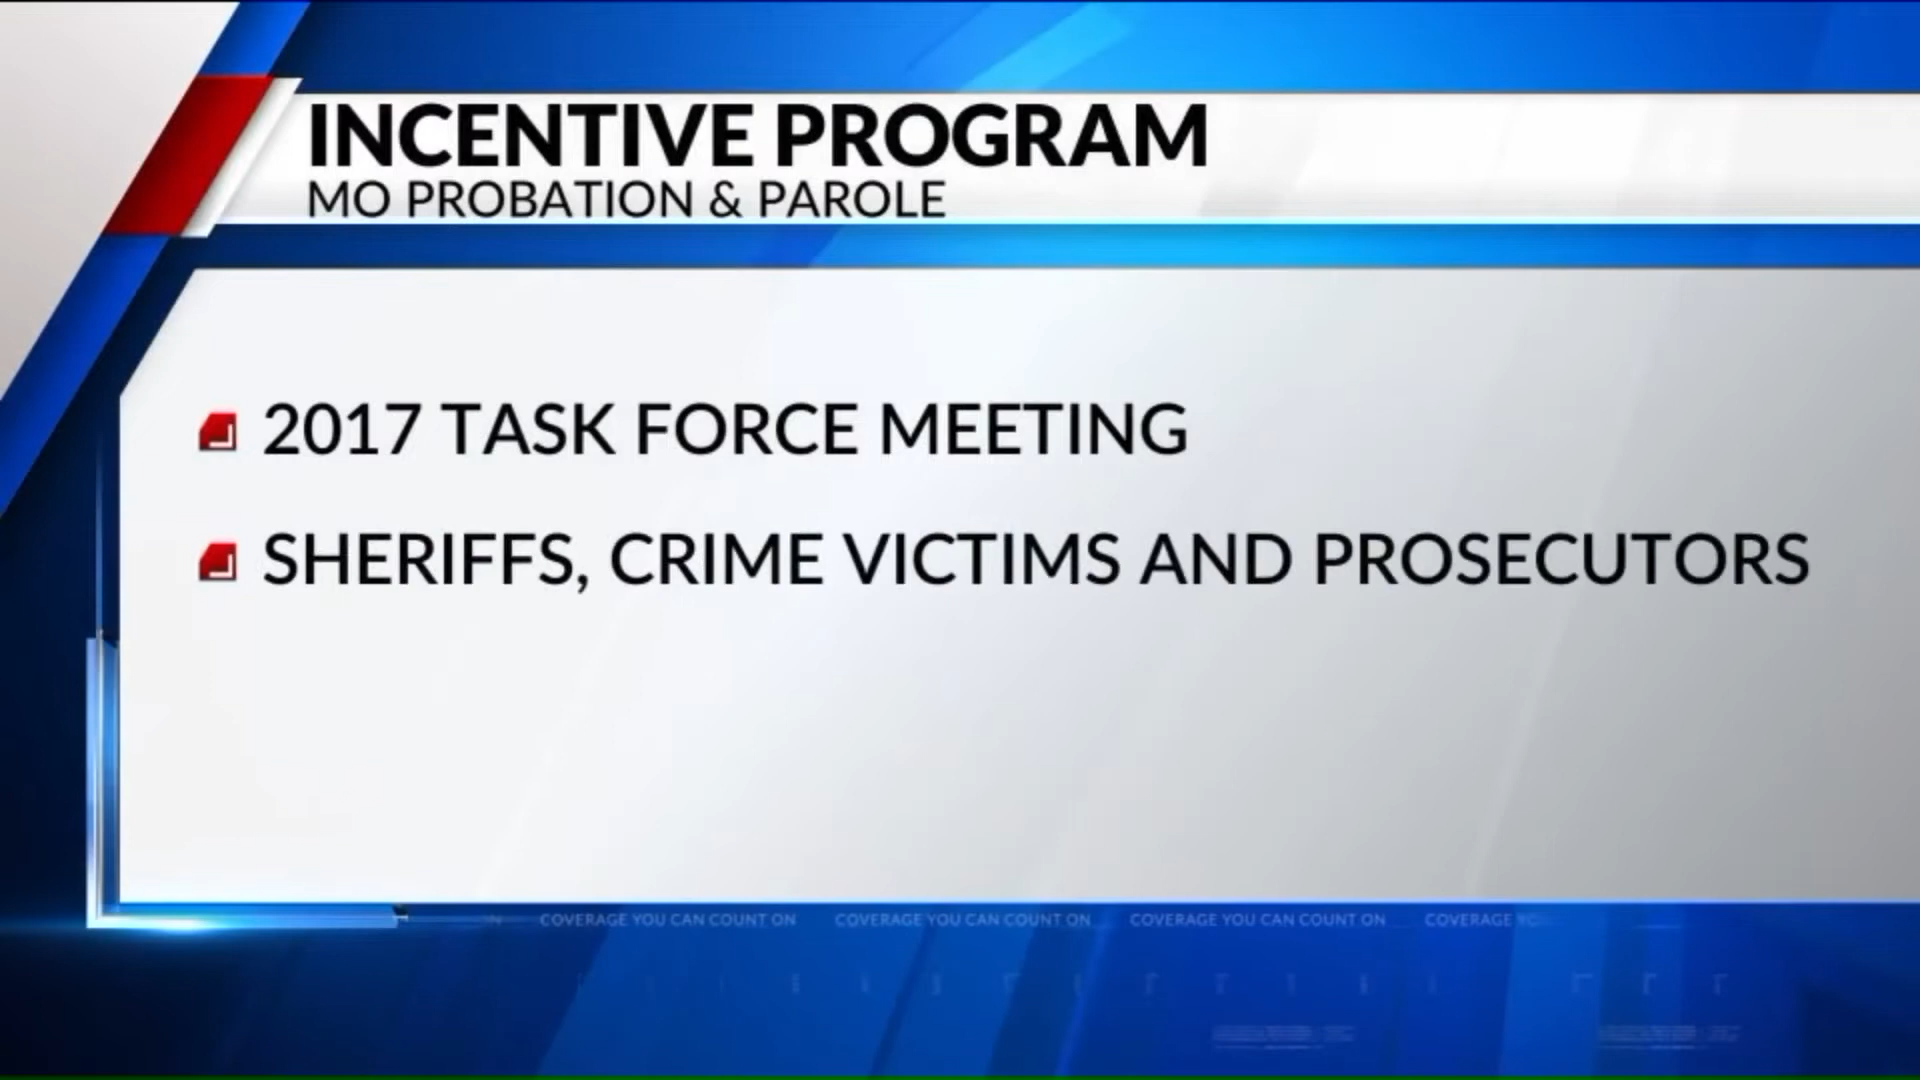 INCENTIVE PROGRAM
MO PROBATION & PAROLE
2017 TASK FORCE MEETING
SHERIFFS, CRIME VICTIMS AND PROSECUTORS
COVERAGE YOU CAN COUNT ON COVERAGE YOU CAN COUNT ON COVERAGE YOU CAN COUNT ON COVERAGE